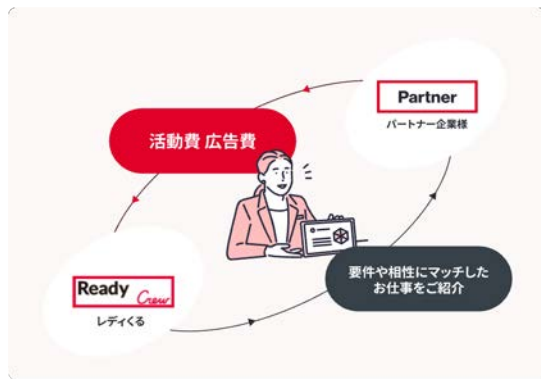 Partner
パートナー企業様
活動費 広告費
要件や相性にマッチした
お仕事をご紹介
Ready Crew
レディくる